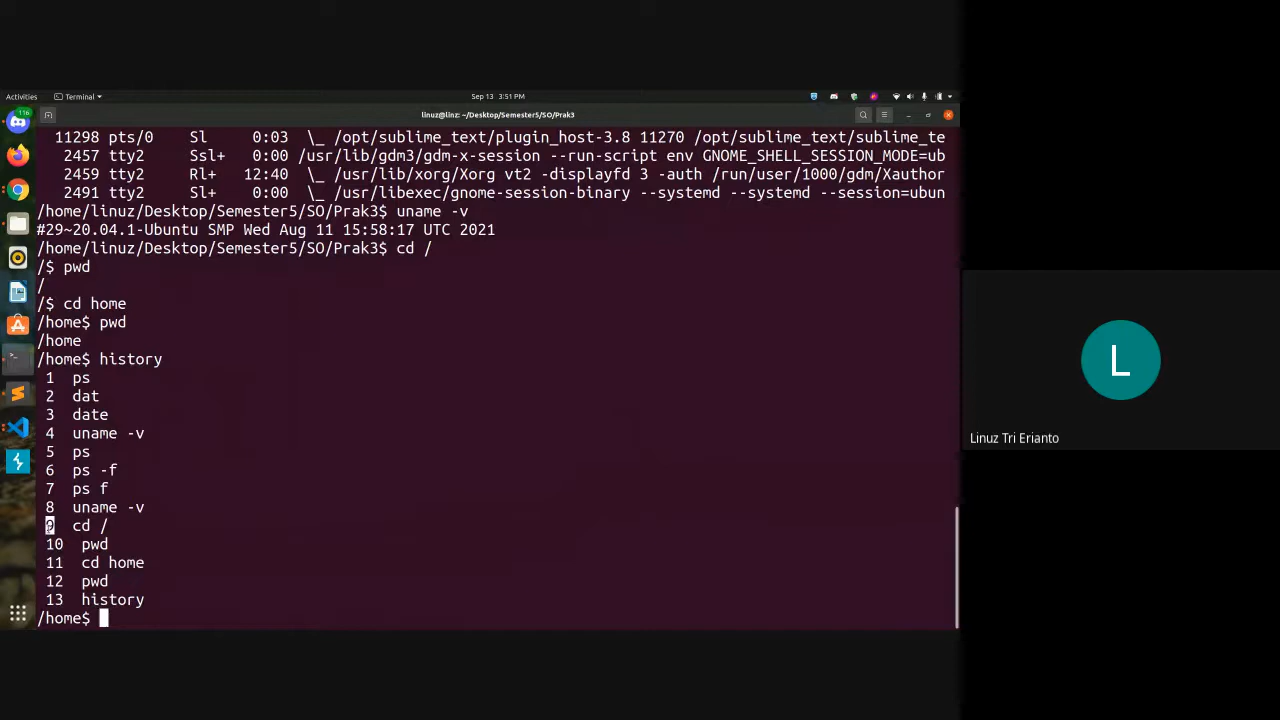 Activities Terminal Sep 13 3:51 PM
116
linuz@linz: ~/Desktop/Semester5/SO/Prak3
11298 pts/0 Sl 0:03 \_ /opt/sublime_text/plugin_host-3.8 11270 /opt/sublime_text/sublime_te
2457 tty2 Ssl+ 0:00 /usr/lib/gdm3/gdm-x-session --run-script env GNOME_SHELL_SESSION_MODE=ub
2459 tty2 Rl+ 12:40 \_ /usr/lib/xorg/Xorg vt2 -displayfd 3 -auth /run/user/1000/gdm/Xauthor
2491 tty2 Sl+ 0:00 \_ /usr/libexec/gnome-session-binary --systemd --systemd --session=ubun
/home/linuz/Desktop/Semester5/SO/Prak3$ uname -v
#29~20.04.1-Ubuntu SMP Wed Aug 11 15:58:17 UTC 2021
/home/linuz/Desktop/Semester5/SO/Prak3$ cd /
/$ pwd
/
/$ cd home
/home$ pwd
/home
/home$ history
1 ps
2 dat
3 date
4 uname -v
5 ps
6 ps -f
7 ps f
8 uname -v
9 cd /
10 pwd
11 cd home
12 pwd
13 history
/home$
L
Linuz Tri Erianto